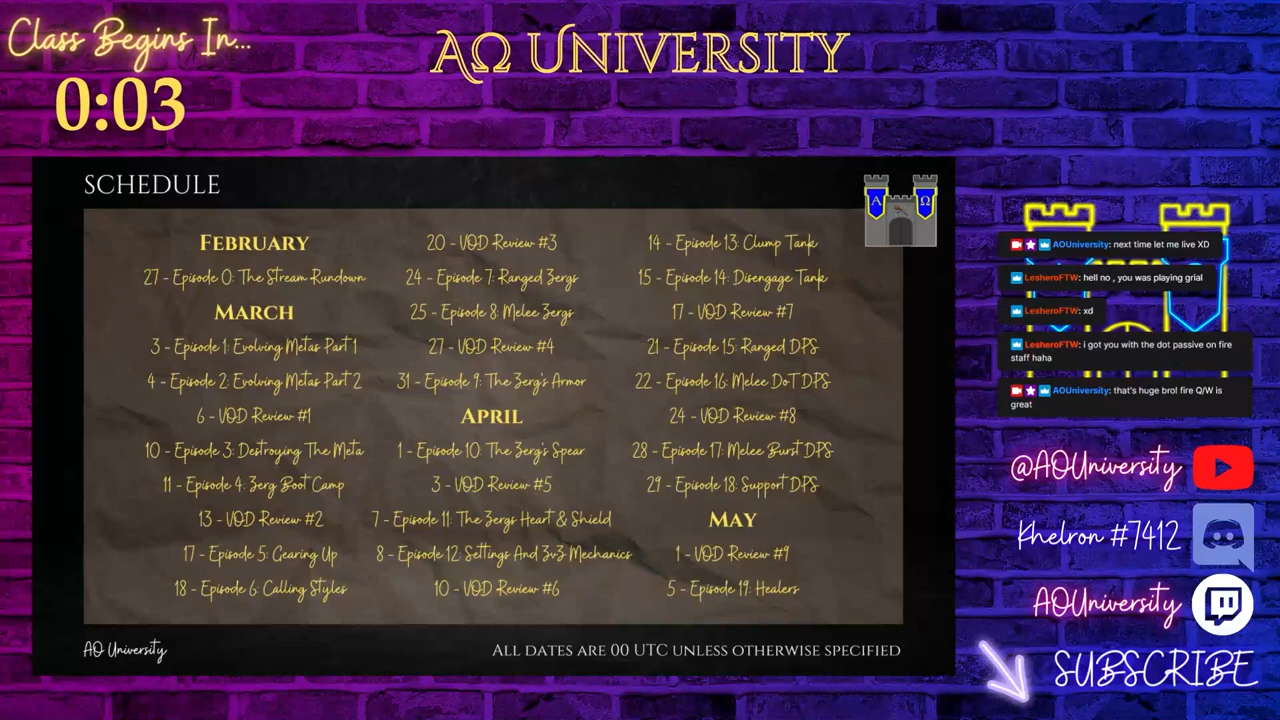 Class Begins In...
0:03
AΩ University
Schedule
A
Ω
February
27 - Episode 0: The Stream Rundown
March
3 - Episode 1: Evolving Metas Part 1
4 - Episode 2: Evolving Metas Part 2
6 - VOD Review #1
10 - Episode 3: Destroying The Meta
11 - Episode 4: Zerg Boot Camp
13 - VOD Review #2
17 - Episode 5: Gearing Up
18 - Episode 6: Calling Styles
20 - VOD Review #3
24 - Episode 7: Ranged Zergs
25 - Episode 8: Melee Zergs
27 - VOD Review #4
31 - Episode 9: The Zerg's Armor
April
1 - Episode 10: The Zerg's Spear
3 - VOD Review #5
7 - Episode 11: The Zergs Heart & Shield
8 - Episode 12: Settings And 3v3 Mechanics
10 - VOD Review #6
14 - Episode 13: Clump Tank
15 - Episode 14: Disengage Tank
17 - VOD Review #7
21 - Episode 15: Ranged DPS
22 - Episode 16: Melee DoT DPS
24 - VOD Review #8
28 - Episode 17: Melee Burst DPS
29 - Episode 18: Support DPS
May
1 - VOD Review #9
5 - Episode 19: Healers
AO University
All dates are 00 UTC unless otherwise specified
AOUniversity: next time let me live XD
LesheroFTW: hell no , you was playing grial
LesheroFTW: xd
LesheroFTW: i got you with the dot passive on fire
staff haha
AOUniversity: that's huge brol fire Q/W is
great
@AOUniversity
Khelron #7412
AOUniversity
SUBSCRIBE